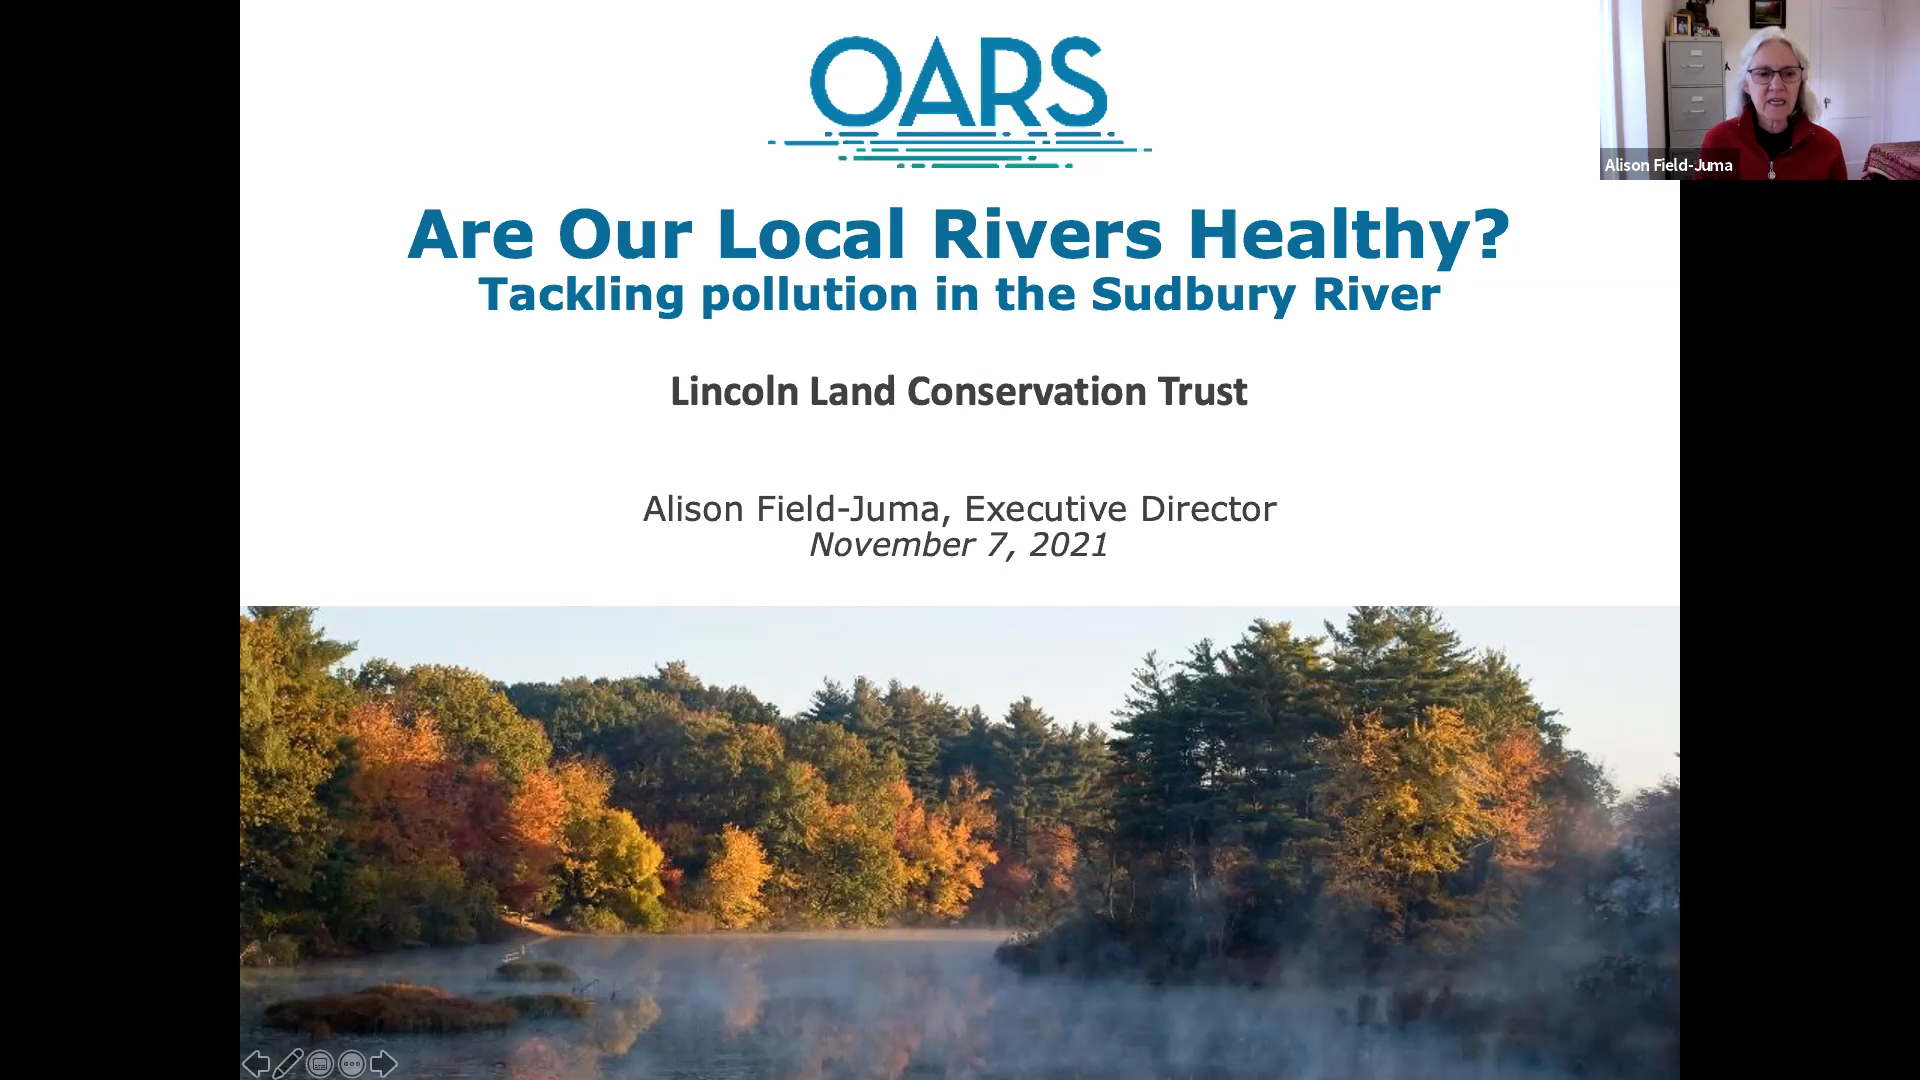 OARS
Alison Field-Juma
Are Our Local Rivers Healthy?
Tackling pollution in the Sudbury River
Lincoln Land Conservation Trust
Alison Field-Juma, Executive Director
November 7, 2021